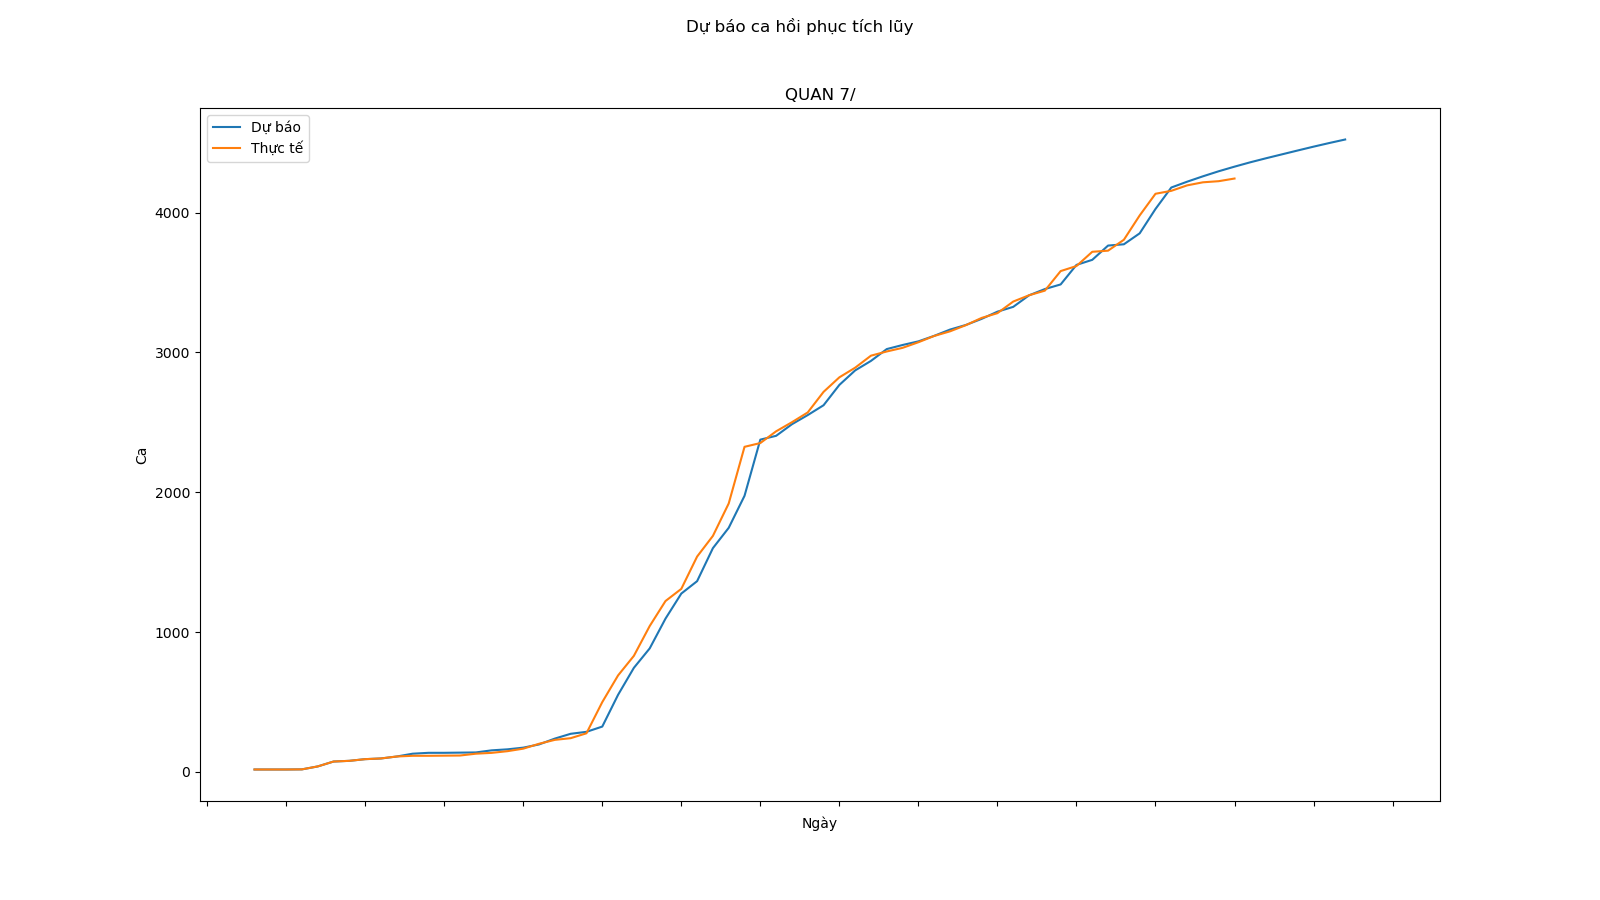 Dự báo ca hồi phục tích lũy
QUAN 7/
Dự báo
Thực tế
4000
3000
2000
1000
0
Ca
Ngày